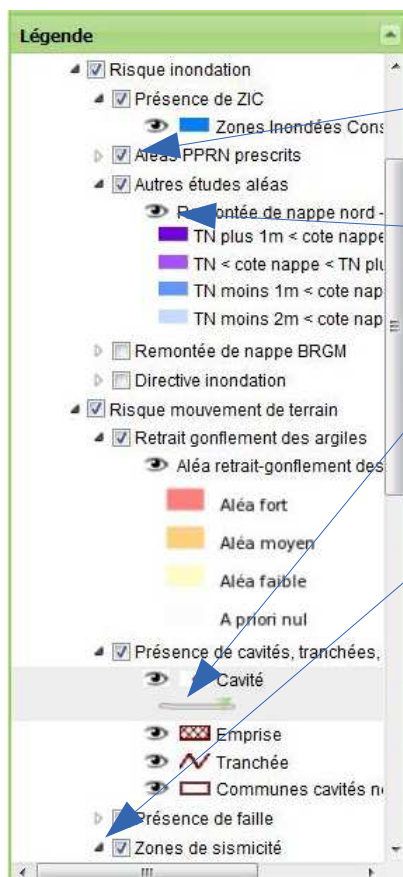 Légende
Risque inondation
Présence de ZIC
Zones Inondées Cons
Aléas PPRN prescrits
Autres études aléas
Remontée de nappe nord -
TN plus 1m < cote nappe
TN < cote nappe < TN plu
TN moins 1m < cote nap
TN moins 2m < cote nap
Remontée de nappe BRGM
Directive inondation
Risque mouvement de terrain
Retrait gonflement des argiles
Aléa retrait-gonflement des
Aléa fort
Aléa moyen
Aléa faible
A priori nul
Présence de cavités, tranchées,
Cavité
Emprise
Tranchée
Communes cavités n
Présence de faille
Zones de sismicité